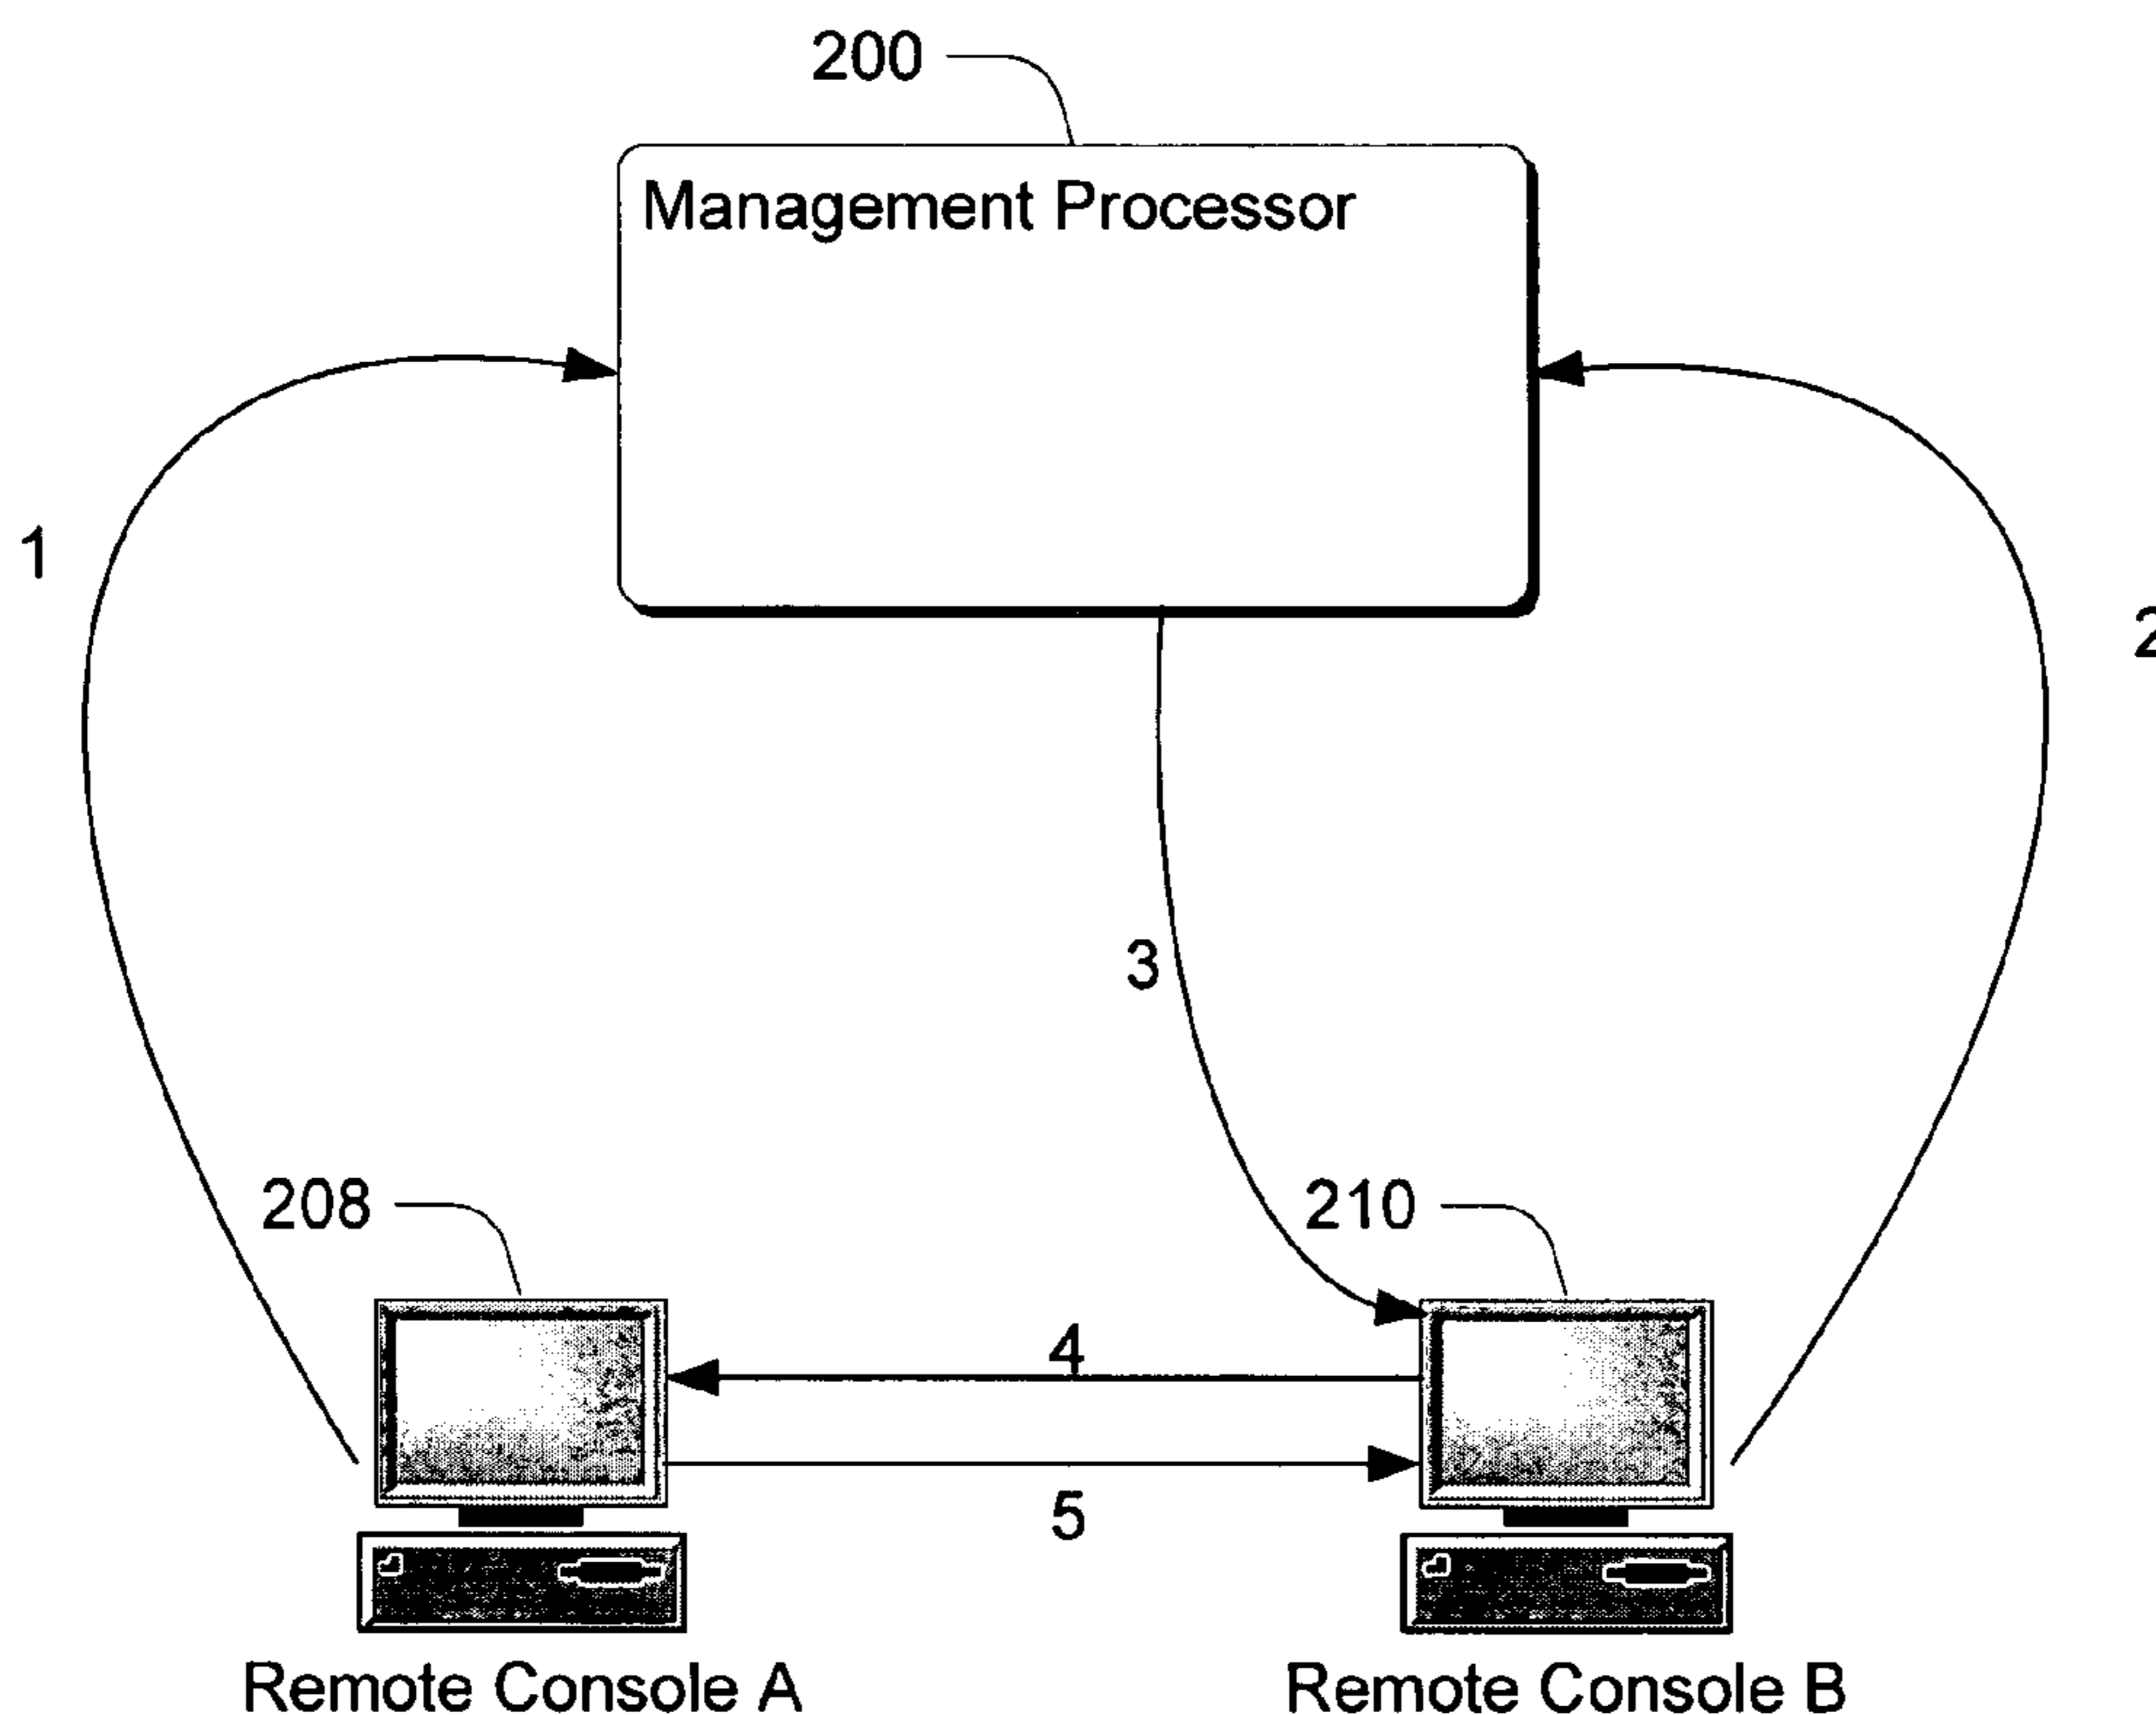 200
Management Processor
1
2
3
208
210
4
5
Remote Console A
Remote Console B